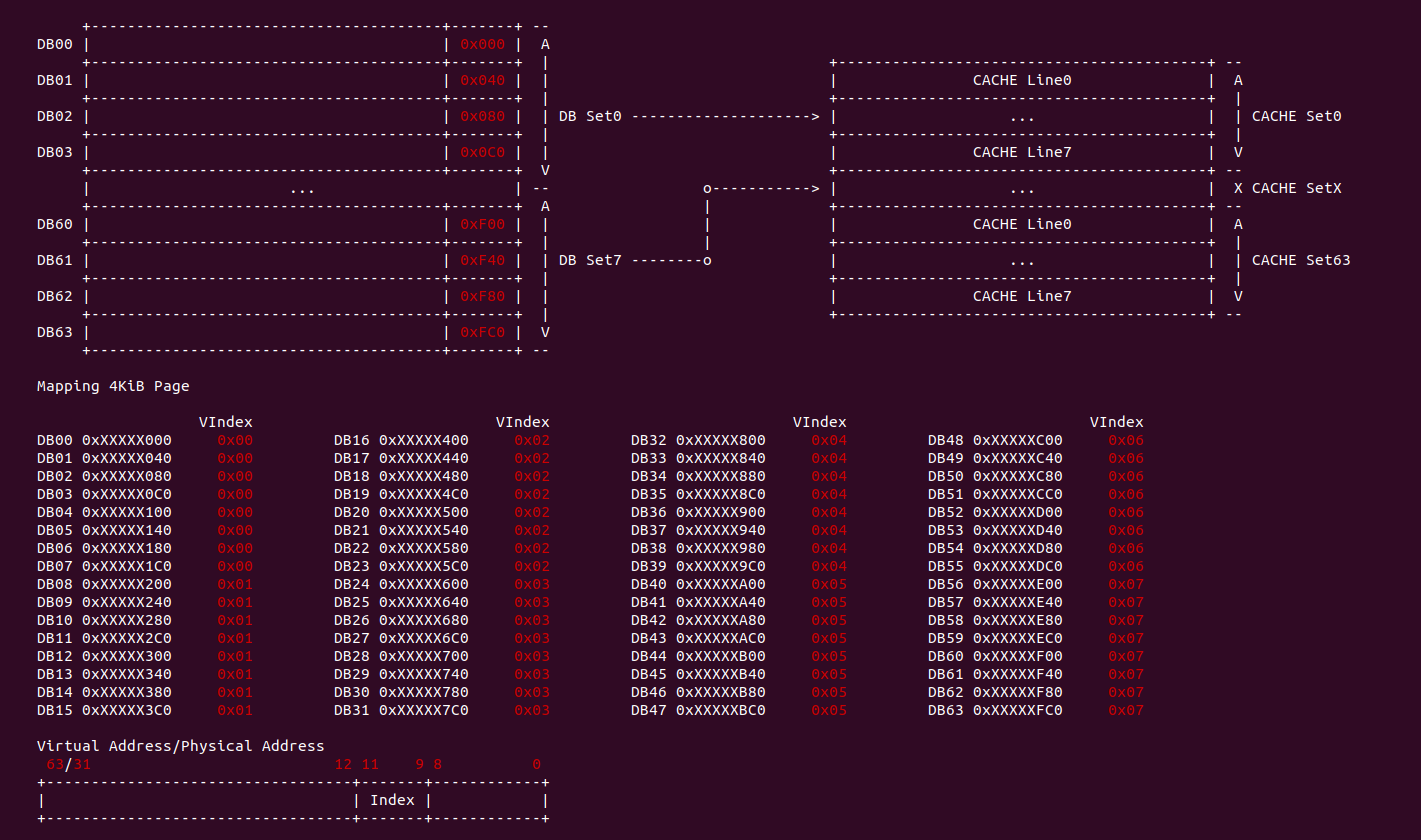 +---------------------------------------+-------+ --
DB00 |                                       | 0x000 |  A
     +---------------------------------------+-------+  |                               +-----------------------------------------+ --
DB01 |                                       | 0x040 |  |                               |               CACHE Line0               |  A
     +---------------------------------------+-------+  |                               +-----------------------------------------+  |
DB02 |                                       | 0x080 |  | DB Set0 --------------------> |                   ...                   |  | CACHE Set0
     +---------------------------------------+-------+  |                               +-----------------------------------------+  |
DB03 |                                       | 0x0C0 |  |                               |               CACHE Line7               |  V
     +---------------------------------------+-------+  V                               +-----------------------------------------+ --
     |                      ...                      | --                 o-----------> |                   ...                   |  X CACHE SetX
     +---------------------------------------+-------+  A                 |             +-----------------------------------------+ --
DB60 |                                       | 0xF00 |  |                 |             |               CACHE Line0               |  A
     +---------------------------------------+-------+  |                 |             +-----------------------------------------+  |
DB61 |                                       | 0xF40 |  | DB Set7 --------o             |                   ...                   |  | CACHE Set63
     +---------------------------------------+-------+  |                               +-----------------------------------------+  |
DB62 |                                       | 0xF80 |  |                               |               CACHE Line7               |  V
     +---------------------------------------+-------+  |                               +-----------------------------------------+ --
DB63 |                                       | 0xFC0 |  V
     +---------------------------------------+-------+ --
Mapping 4KiB Page
                  VIndex                           VIndex                           VIndex                           VIndex
DB00 0xXXXXX000     0x00         DB16 0xXXXXX400     0x02         DB32 0xXXXXX800     0x04         DB48 0xXXXXXC00     0x06
DB01 0xXXXXX040     0x00         DB17 0xXXXXX440     0x02         DB33 0xXXXXX840     0x04         DB49 0xXXXXXC40     0x06
DB02 0xXXXXX080     0x00         DB18 0xXXXXX480     0x02         DB34 0xXXXXX880     0x04         DB50 0xXXXXXC80     0x06
DB03 0xXXXXX0C0     0x00         DB19 0xXXXXX4C0     0x02         DB35 0xXXXXX8C0     0x04         DB51 0xXXXXXCC0     0x06
DB04 0xXXXXX100     0x00         DB20 0xXXXXX500     0x02         DB36 0xXXXXX900     0x04         DB52 0xXXXXXD00     0x06
DB05 0xXXXXX140     0x00         DB21 0xXXXXX540     0x02         DB37 0xXXXXX940     0x04         DB53 0xXXXXXD40     0x06
DB06 0xXXXXX180     0x00         DB22 0xXXXXX580     0x02         DB38 0xXXXXX980     0x04         DB54 0xXXXXXD80     0x06
DB07 0xXXXXX1C0     0x00         DB23 0xXXXXX5C0     0x02         DB39 0xXXXXX9C0     0x04         DB55 0xXXXXXDC0     0x06
DB08 0xXXXXX200     0x01         DB24 0xXXXXX600     0x03         DB40 0xXXXXXA00     0x05         DB56 0xXXXXXE00     0x07
DB09 0xXXXXX240     0x01         DB25 0xXXXXX640     0x03         DB41 0xXXXXXA40     0x05         DB57 0xXXXXXE40     0x07
DB10 0xXXXXX280     0x01         DB26 0xXXXXX680     0x03         DB42 0xXXXXXA80     0x05         DB58 0xXXXXXE80     0x07
DB11 0xXXXXX2C0     0x01         DB27 0xXXXXX6C0     0x03         DB43 0xXXXXXAC0     0x05         DB59 0xXXXXXEC0     0x07
DB12 0xXXXXX300     0x01         DB28 0xXXXXX700     0x03         DB44 0xXXXXXB00     0x05         DB60 0xXXXXXF00     0x07
DB13 0xXXXXX340     0x01         DB29 0xXXXXX740     0x03         DB45 0xXXXXXB40     0x05         DB61 0xXXXXXF40     0x07
DB14 0xXXXXX380     0x01         DB30 0xXXXXX780     0x03         DB46 0xXXXXXB80     0x05         DB62 0xXXXXXF80     0x07
DB15 0xXXXXX3C0     0x01         DB31 0xXXXXX7C0     0x03         DB47 0xXXXXXBC0     0x05         DB63 0xXXXXXFC0     0x07
Virtual Address/Physical Address
 63/31                           12 11    9 8          0
+----------------------------------+-------+------------+
|                                  | Index |            |
+----------------------------------+-------+------------+